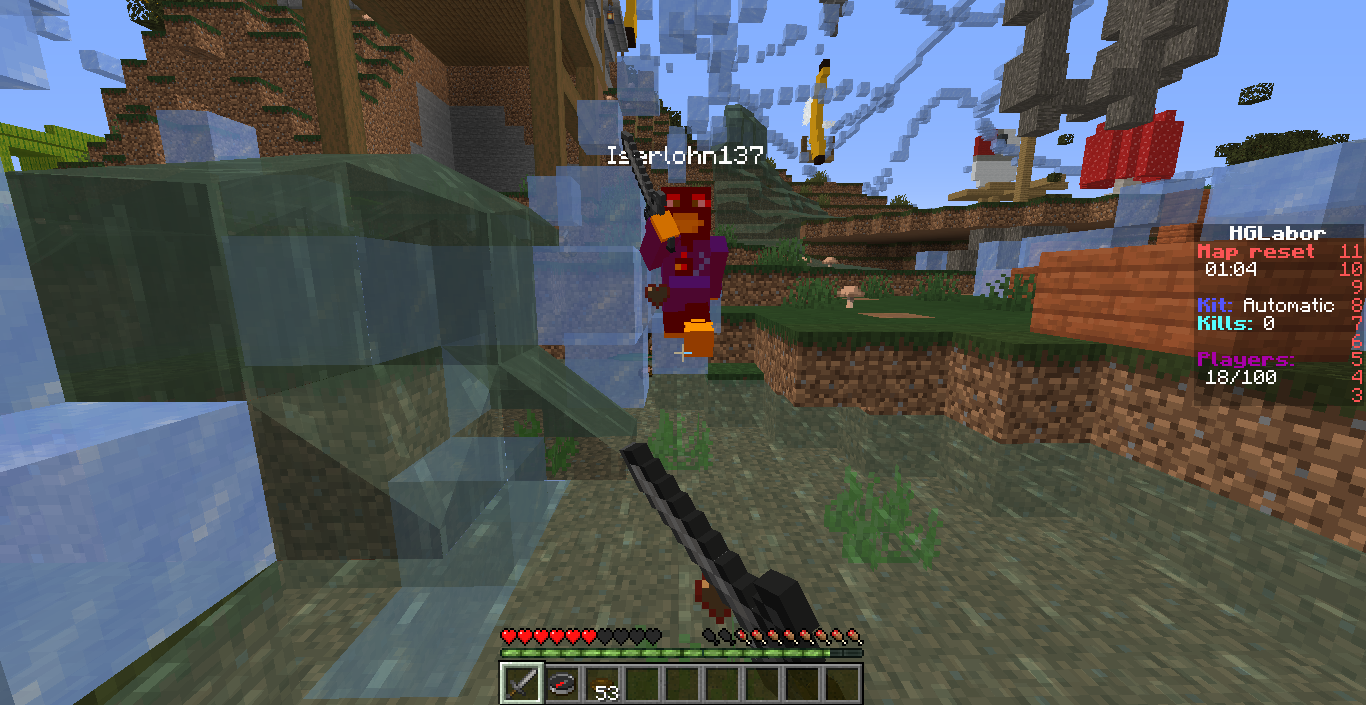 Iserlohn137
HGLabor
Map reset 11
01:04 10
9
Kit: Automatic 8
Kills: 0 7
6
Players: 5
18/100 4
3
53